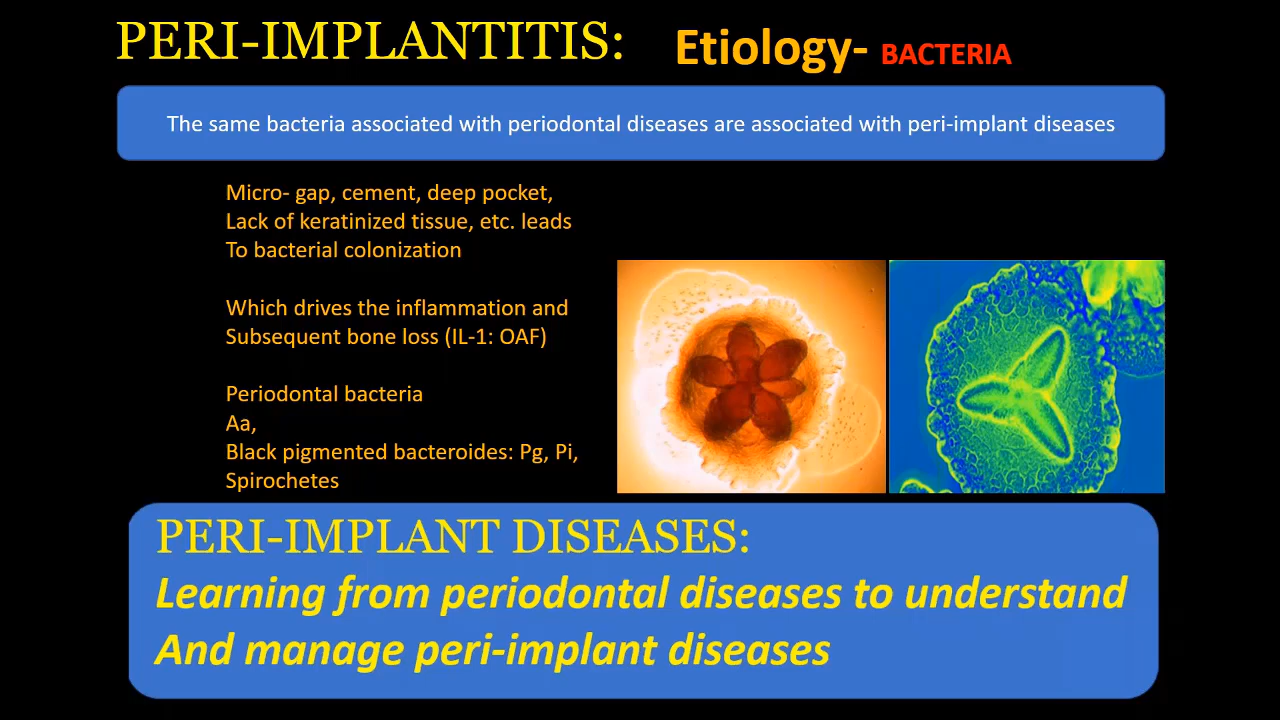 PERI-IMPLANTITIS: Etiology- BACTERIA
The same bacteria associated with periodontal diseases are associated with peri-implant diseases
Micro- gap, cement, deep pocket,
Lack of keratinized tissue, etc. leads
To bacterial colonization
Which drives the inflammation and
Subsequent bone loss (IL-1: OAF)
Periodontal bacteria
Aa,
Black pigmented bacteroides: Pg, Pi,
Spirochetes
PERI-IMPLANT DISEASES:
Learning from periodontal diseases to understand
And manage peri-implant diseases